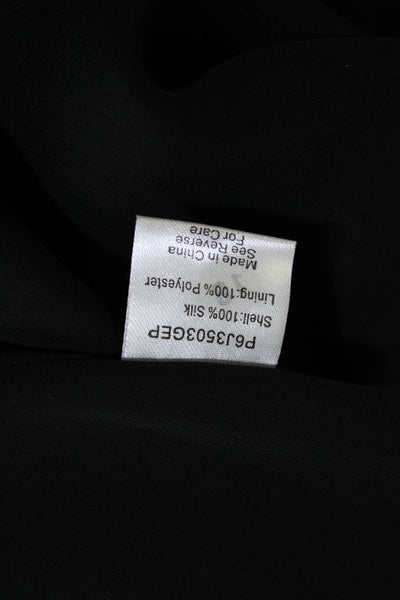 P6J3503GEP
Shell:100% Silk
Lining:100% Polyester
Made in China
See Reverse
For Care